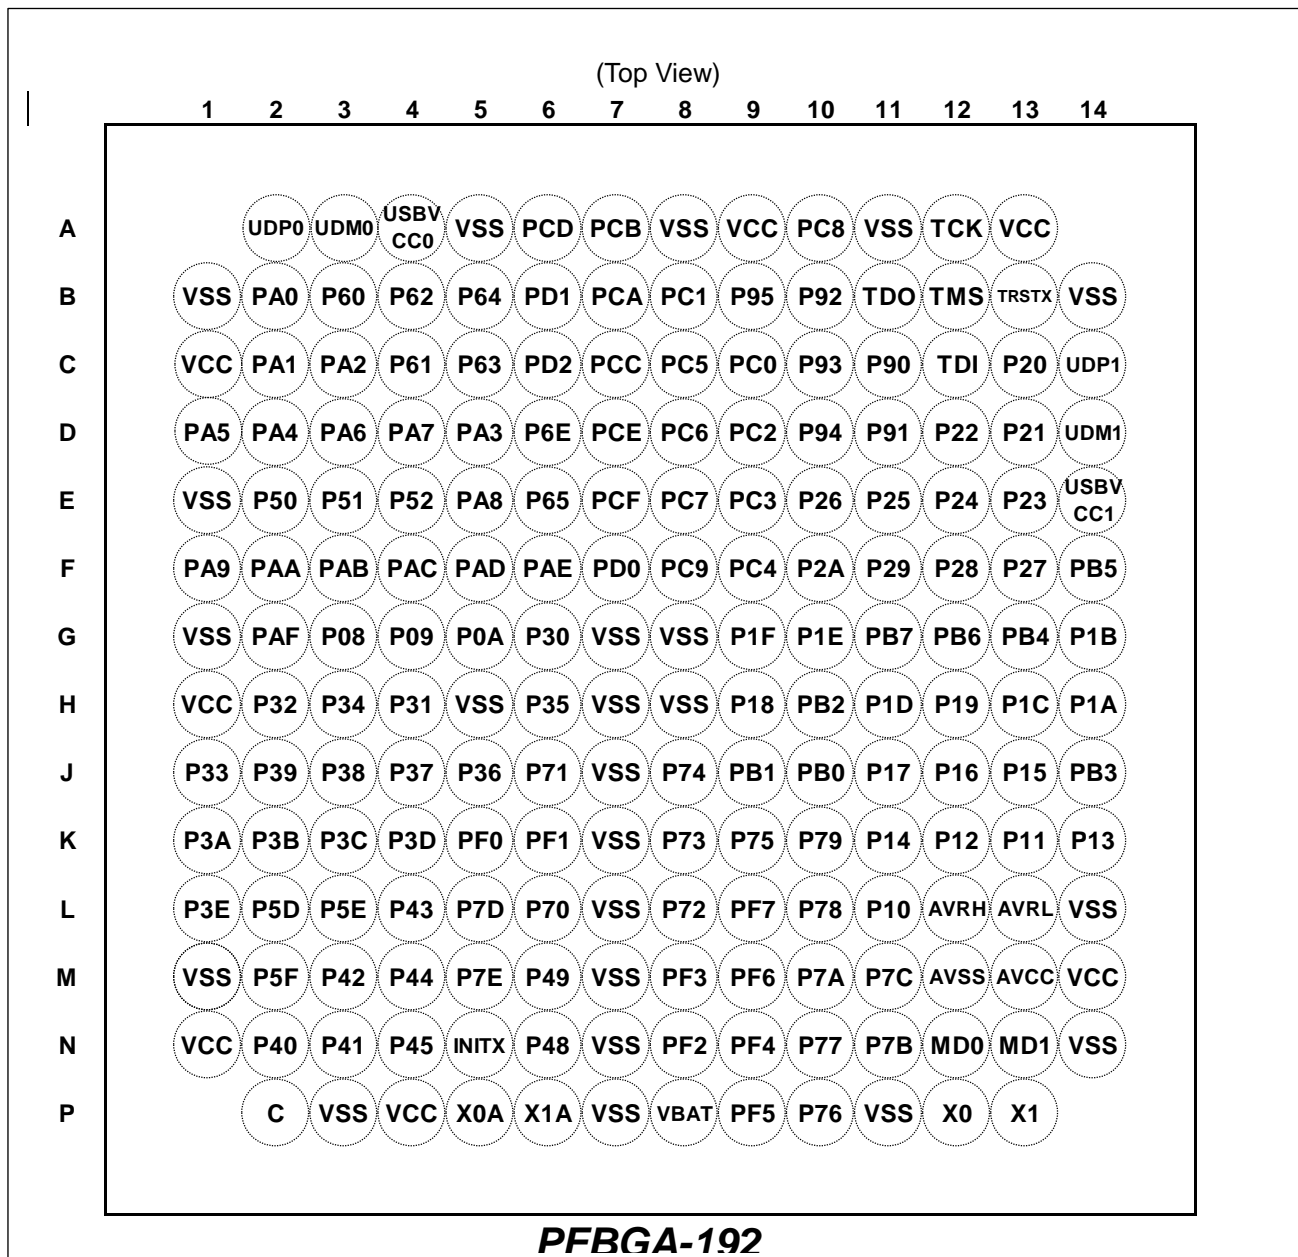 (Top View)
1 2 3 4 5 6 7 8 9 10 11 12 13 14
A UDP0 UDM0 USBVCC0 VSS PCD PCB VSS VCC PC8 VSS TCK VCC
B VSS PA0 P60 P62 P64 PD1 PCA PC1 P95 P92 TDO TMS TRSTX VSS
C VCC PA1 PA2 P61 P63 PD2 PCC PC5 PC0 P93 P90 TDI P20 UDP1
D PA5 PA4 PA6 PA7 PA3 P6E PCE PC6 PC2 P94 P91 P22 P21 UDM1
E VSS P50 P51 P52 PA8 P65 PCF PC7 PC3 P26 P25 P24 P23 USBVCC1
F PA9 PAA PAB PAC PAD PAE PD0 PC9 PC4 P2A P29 P28 P27 PB5
G VSS PAF P08 P09 P0A P30 VSS VSS P1F P1E PB7 PB6 PB4 P1B
H VCC P32 P34 P31 VSS P35 VSS VSS P18 PB2 P1D P19 P1C P1A
J P33 P39 P38 P37 P36 P71 VSS P74 PB1 PB0 P17 P16 P15 PB3
K P3A P3B P3C P3D PF0 PF1 VSS P73 P75 P79 P14 P12 P11 P13
L P3E P5D P5E P43 P7D P70 VSS P72 PF7 P78 P10 AVRH AVRL VSS
M VSS P5F P42 P44 P7E P49 VSS PF3 PF6 P7A P7C AVSS AVCC VCC
N VCC P40 P41 P45 INITX P48 VSS PF2 PF4 P77 P7B MD0 MD1 VSS
P C VSS VCC X0A X1A VSS VBAT PF5 P76 VSS X0 X1
PFBGA-192